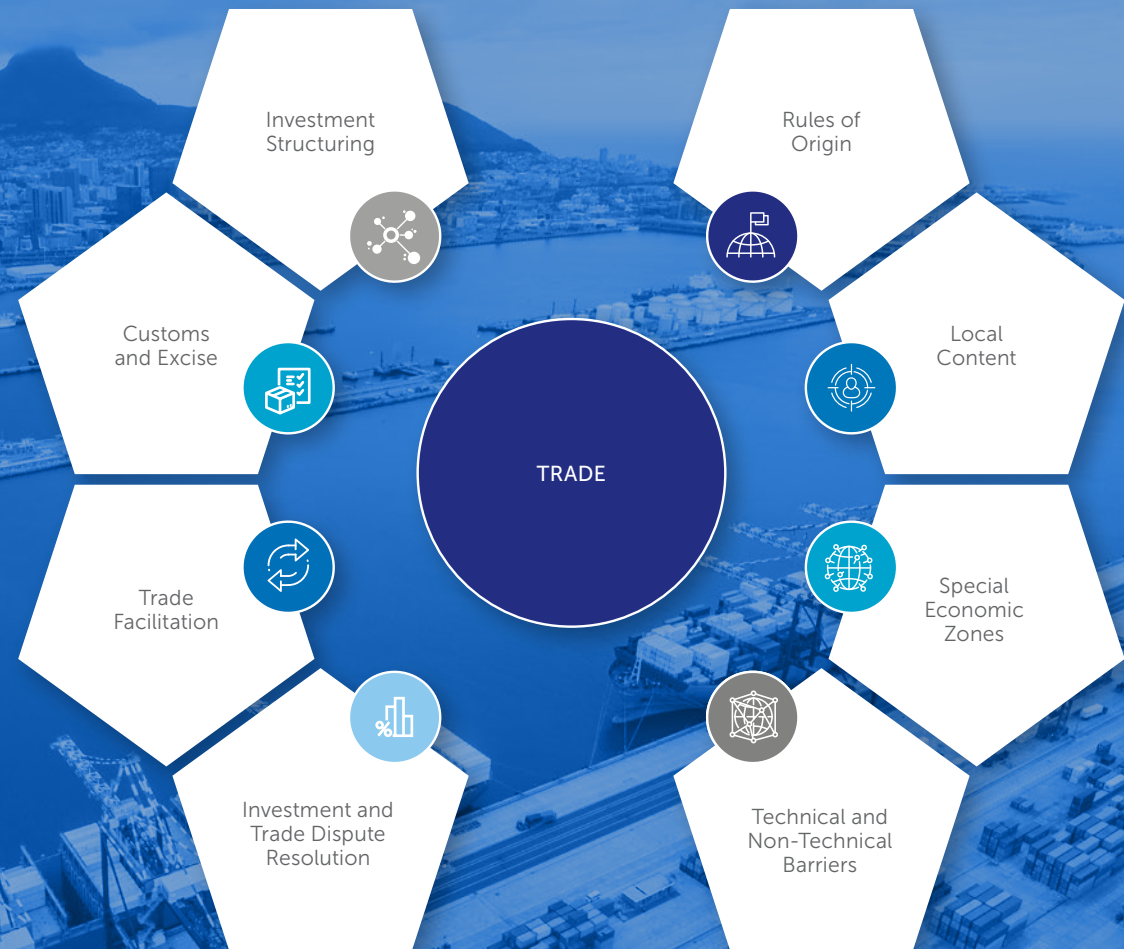 Investment
Structuring
Rules of
Origin
Customs
and Excise
Local
Content
TRADE
Trade
Facilitation
Special
Economic
Zones
Investment and
Trade Dispute
Resolution
Technical and
Non-Technical
Barriers
%